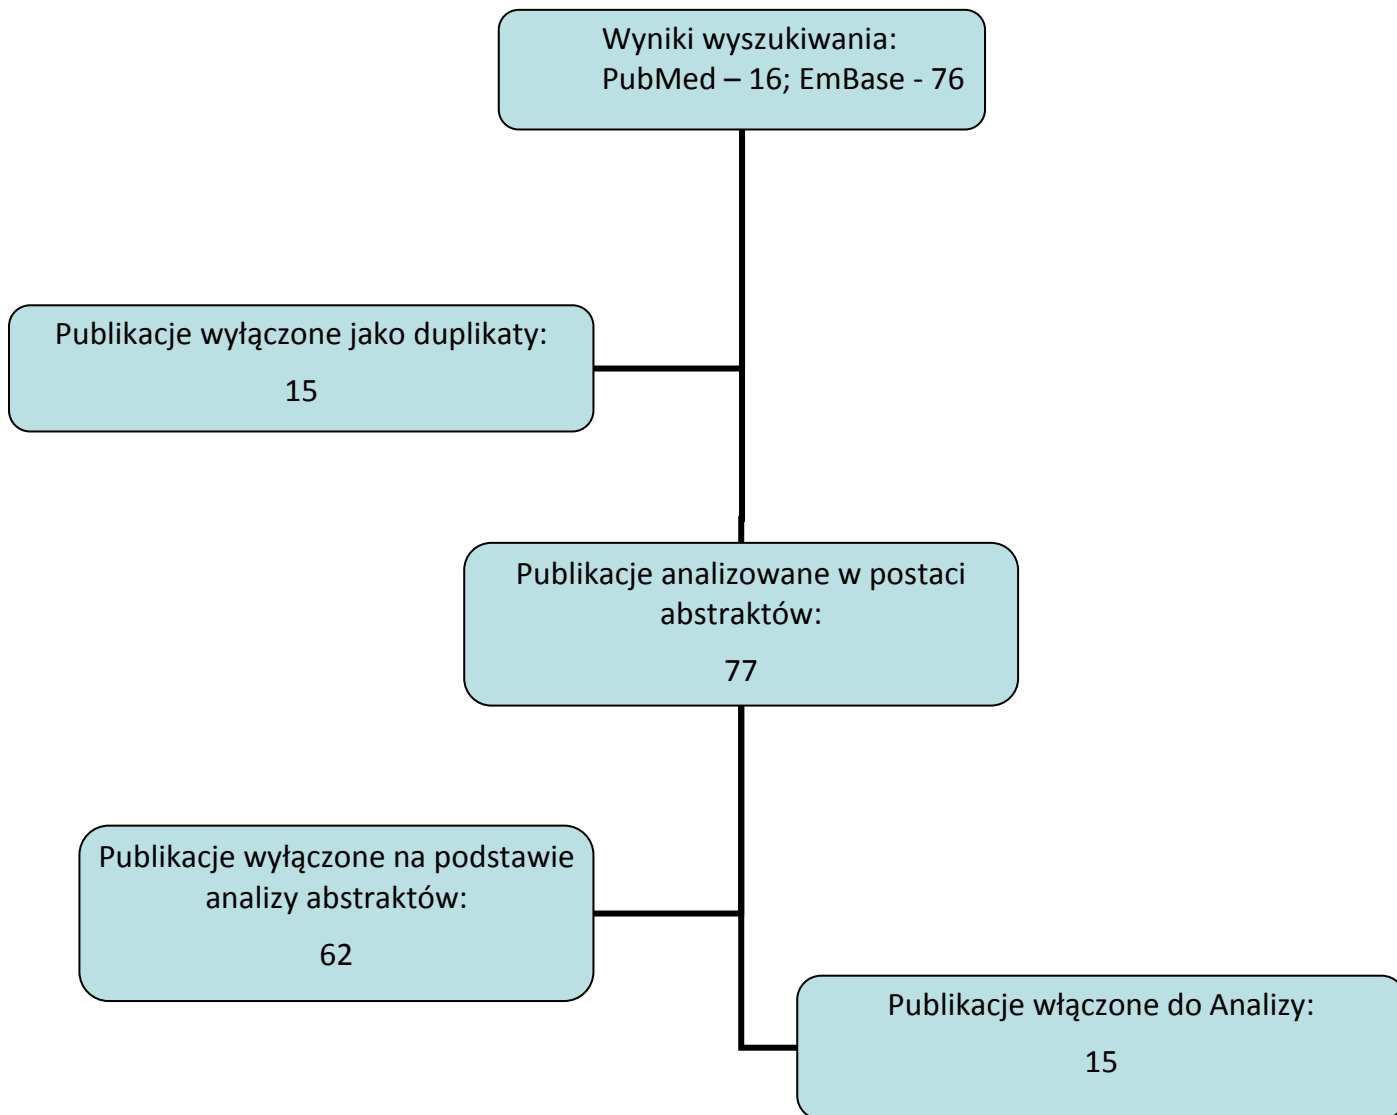 Wyniki wyszukiwania:
PubMed – 16; EmBase - 76
Publikacje wyłączone jako duplikaty:
15
Publikacje analizowane w postaci
abstraktów:
77
Publikacje wyłączone na podstawie
analizy abstraktów:
62
Publikacje włączone do Analizy:
15